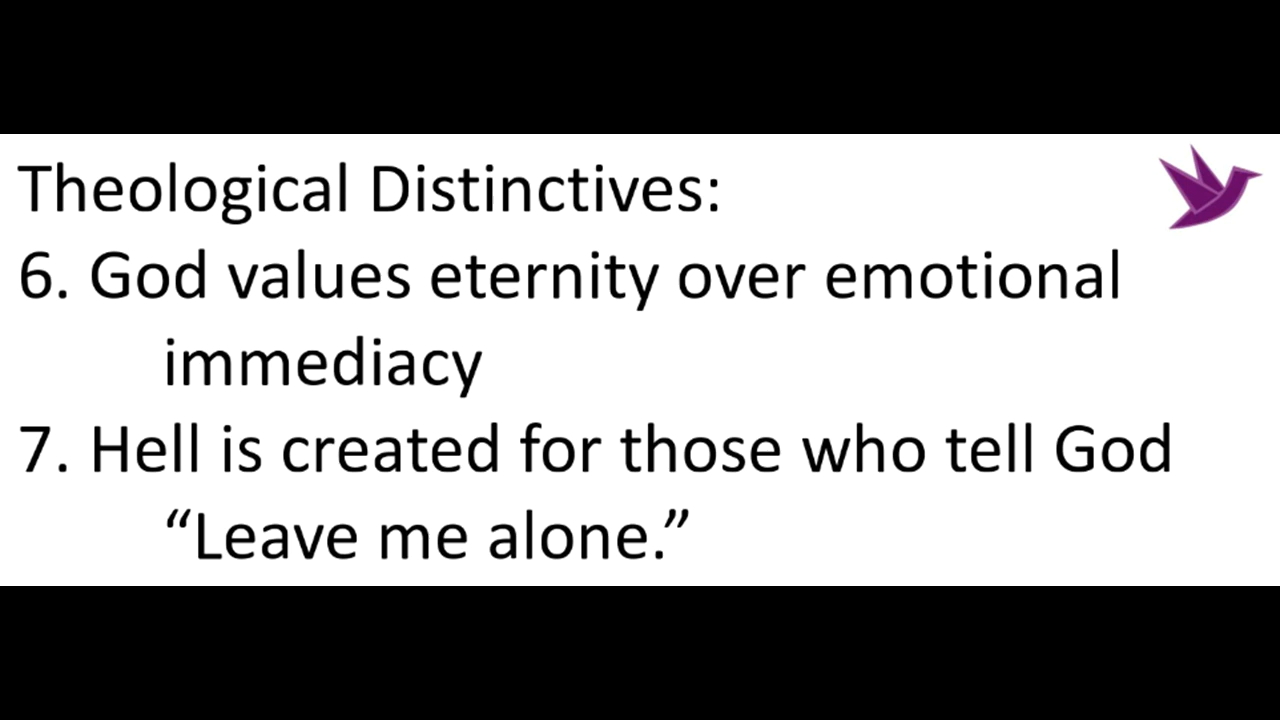 Theological Distinctives:
6. God values eternity over emotional
immediacy
7. Hell is created for those who tell God
“Leave me alone.”